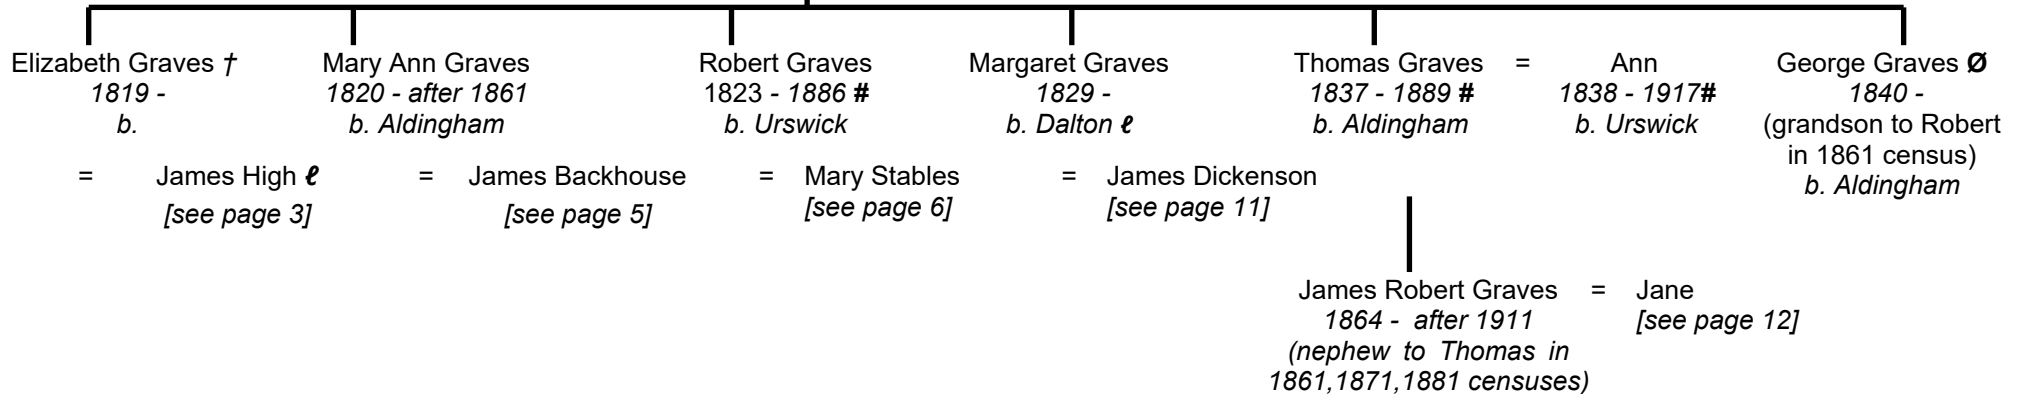 Elizabeth Graves †
1819 -
b.
= James High ℓ
[see page 3]
Mary Ann Graves
1820 - after 1861
b. Aldingham
= James Backhouse
[see page 5]
Robert Graves
1823 - 1886 #
b. Urswick
= Mary Stables
[see page 6]
Margaret Graves
1829 -
b. Dalton ℓ
= James Dickenson
[see page 11]
Thomas Graves =
1837 - 1889 #
b. Aldingham
Ann
1838 - 1917#
b. Urswick
George Graves Ø
1840 -
(grandson to Robert
in 1861 census)
b. Aldingham
James Robert Graves =
1864 - after 1911
(nephew to Thomas in
1861,1871,1881 censuses)
Jane
[see page 12]